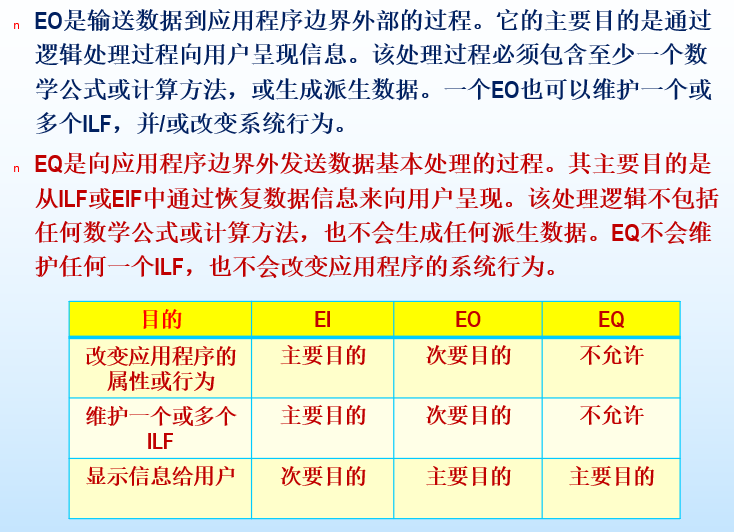 n EO是输送数据到应用程序边界外部的过程。它的主要目的是通过
逻辑处理过程向用户呈现信息。该处理过程必须包含至少一个数
学公式或计算方法，或生成派生数据。一个EO也可以维护一个或
多个ILF，并/或改变系统行为。
n EQ是向应用程序边界外发送数据基本处理的过程。其主要目的是
从ILF或EIF中通过恢复数据信息来向用户呈现。该处理逻辑不包括
任何数学公式或计算方法，也不会生成任何派生数据。EQ不会维
护任何一个ILF，也不会改变应用程序的系统行为。
目的 EI EO EQ
改变应用程序的 主要目的 次要目的 不允许
属性或行为
维护一个或多个 主要目的 次要目的 不允许
ILF
显示信息给用户 次要目的 主要目的 主要目的